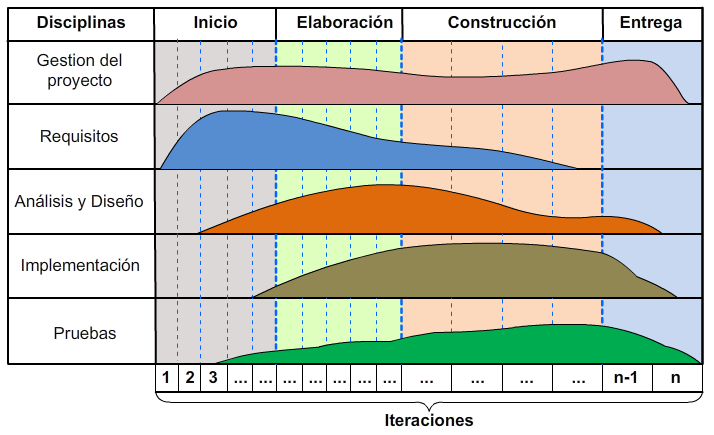 Disciplinas Inicio Elaboración Construcción Entrega
Gestion del
proyecto
Requisitos
Análisis y Diseño
Implementación
Pruebas
1 2 3 ... ... ... ... ... ... ... ... ... ... ... n-1 n
Iteraciones